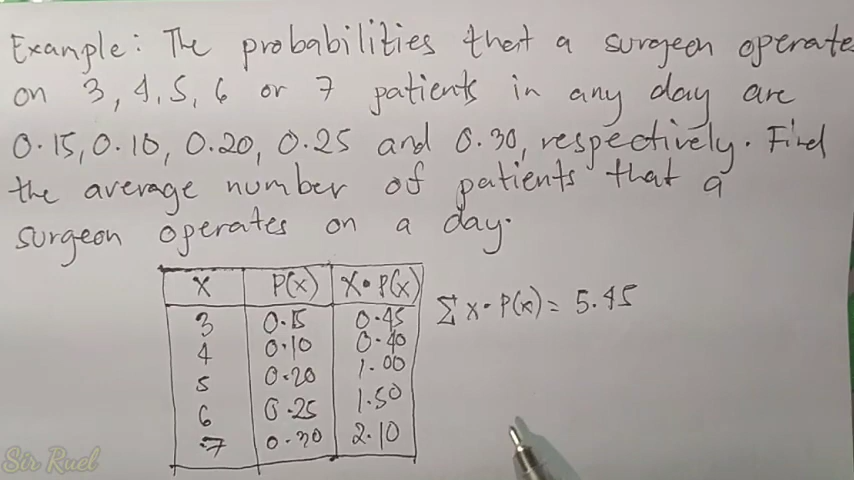 Example: The probabilities that a surgeon operate
on 3, 4, 5, 6 or 7 patients in any day are
0.15, 0.10, 0.20, 0.25 and 0.30, respectively. Find
the average number of patients that a
surgeon operates on a day.
X P(x) X • P(x)
3 0.15 0.45
4 0.10 0.40
5 0.20 1.00
6 0.25 1.50
7 0.30 2.10
Σ X • P(x) = 5.45
Sir Ruel